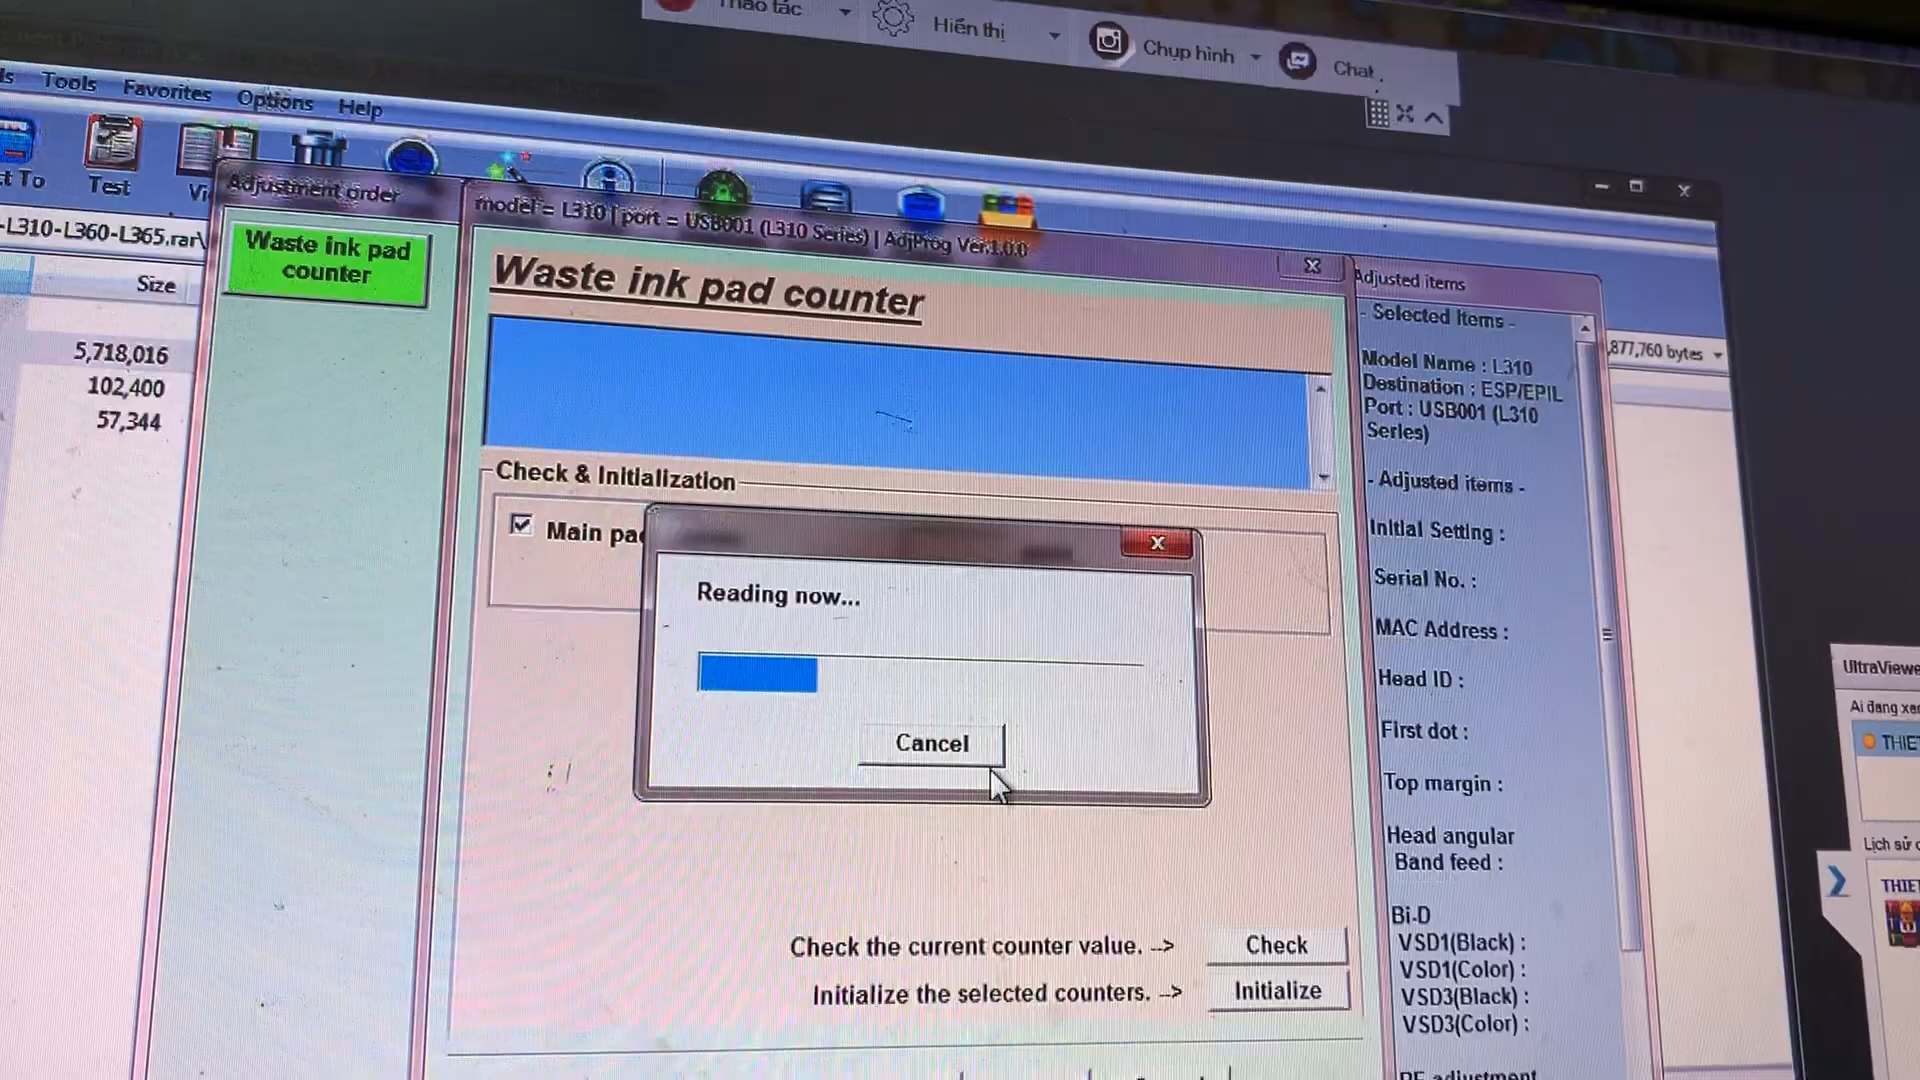 Thao tác
Hiển thị
Chụp hình
Chat
Tools Favorites Options Help
t To
Test
Adjustment order
model = L310 | port = USB001 (L310 Series) | AdjProg Ver.1.0.0
-L310-L360-L365.rar\
Waste ink pad
counter
Size
5,718,016
102,400
57,344
Waste ink pad counter
Check & Initialization
Main pad
Reading now...
Cancel
Check the current counter value. -->
Check
Initialize the selected counters. -->
Initialize
Adjusted items
- Selected Items -
Model Name : L310
Destination : ESP/EPIL
Port : USB001 (L310
Series)
- Adjusted items -
Initial Setting :
Serial No. :
MAC Address :
Head ID :
First dot :
Top margin :
Head angular
Band feed :
Bi-D
VSD1(Black) :
VSD1(Color) :
VSD3(Black) :
VSD3(Color) :
PF adjustment
,877,760 bytes
UltraViewe
Ai đang xe
THIE
Lịch sử c
THIE